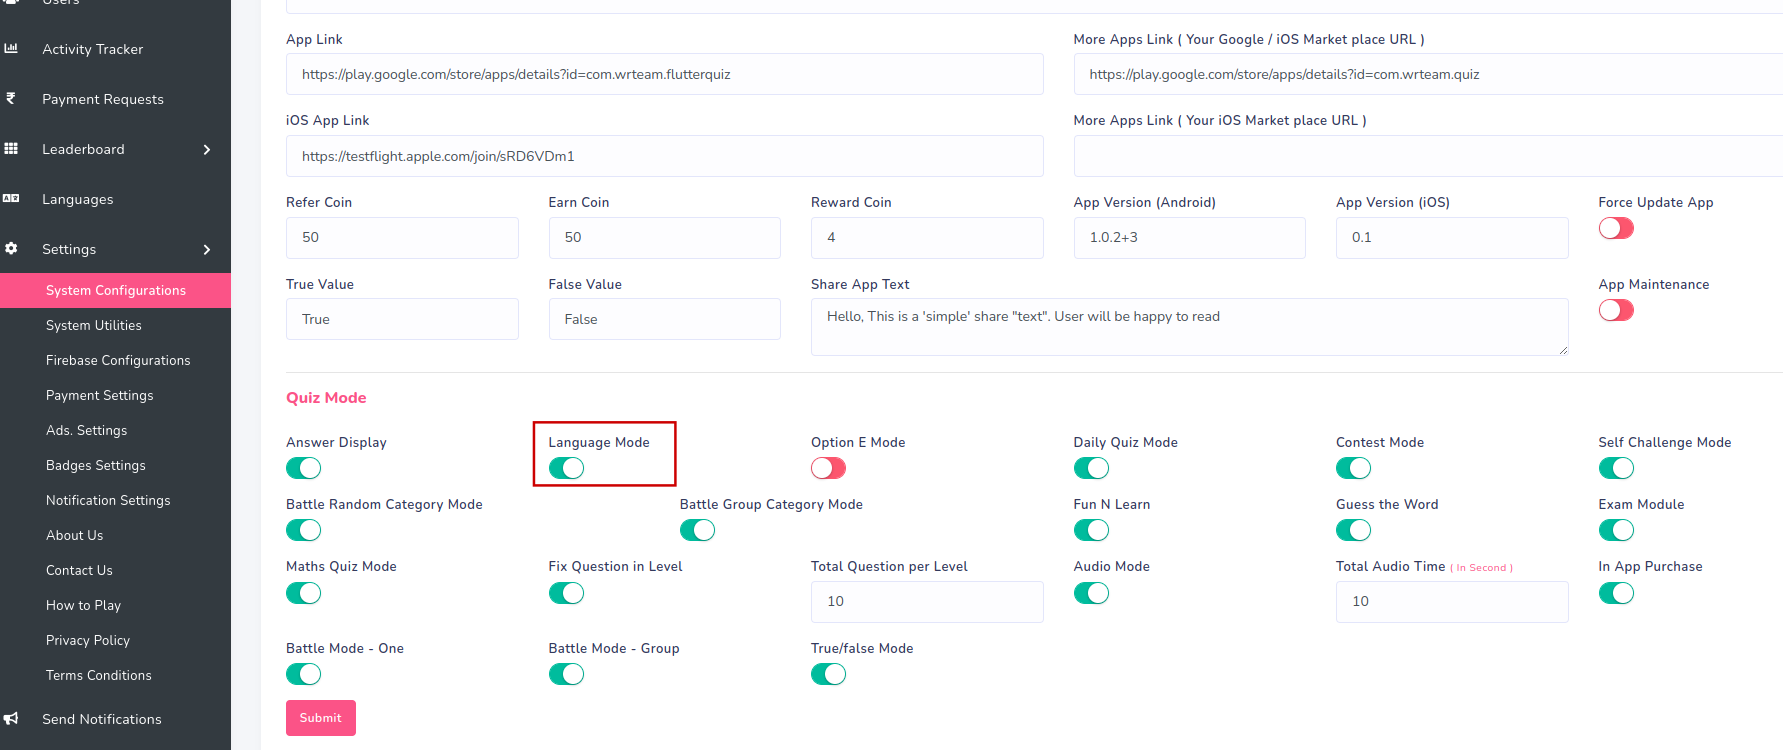 Users
Activity Tracker
Payment Requests
Leaderboard
Languages
Settings
System Configurations
System Utilities
Firebase Configurations
Payment Settings
Ads. Settings
Badges Settings
Notification Settings
About Us
Contact Us
How to Play
Privacy Policy
Terms Conditions
Send Notifications
App Link
More Apps Link ( Your Google / iOS Market place URL )
https://play.google.com/store/apps/details?id=com.wrteam.flutterquiz
https://play.google.com/store/apps/details?id=com.wrteam.quiz
iOS App Link
More Apps Link ( Your iOS Market place URL )
https://testflight.apple.com/join/sRD6VDm1
Refer Coin
Earn Coin
Reward Coin
App Version (Android)
App Version (iOS)
Force Update App
50
50
4
1.0.2+3
0.1
True Value
False Value
Share App Text
App Maintenance
True
False
Hello, This is a 'simple' share "text". User will be happy to read
Quiz Mode
Answer Display
Language Mode
Option E Mode
Daily Quiz Mode
Contest Mode
Self Challenge Mode
Battle Random Category Mode
Battle Group Category Mode
Fun N Learn
Guess the Word
Exam Module
Maths Quiz Mode
Fix Question in Level
Total Question per Level
Audio Mode
Total Audio Time ( In Second )
In App Purchase
10
10
Battle Mode - One
Battle Mode - Group
True/false Mode
Submit